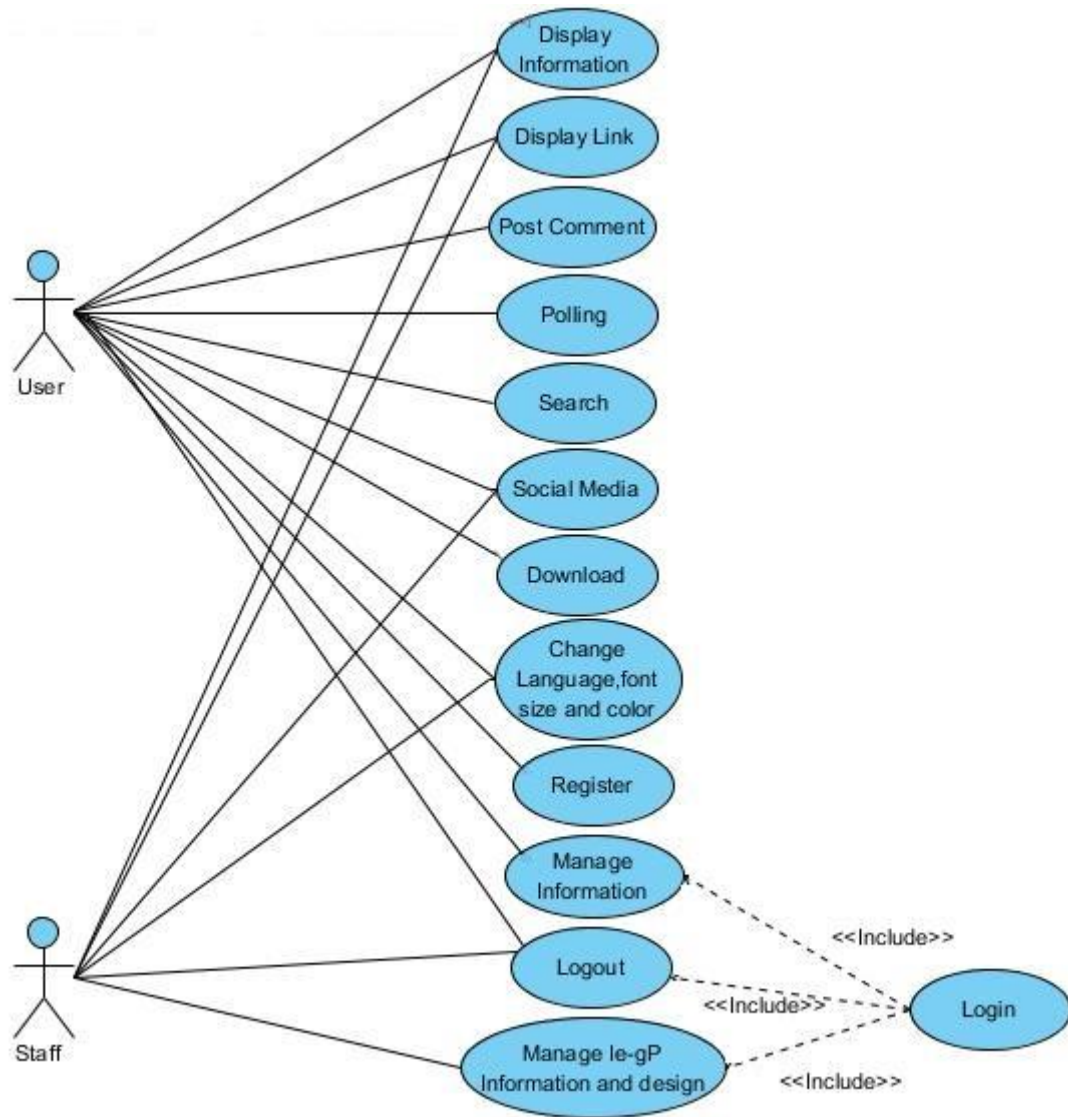 Display
Information
Display Link
Post Comment
Polling
User
Search
Social Media
Download
Change
Language,font
size and color
Register
Manage
Information
<<Include>>
Logout
<<Include>>
Login
Staff
Manage Ie-gP
Information and design
<<Include>>